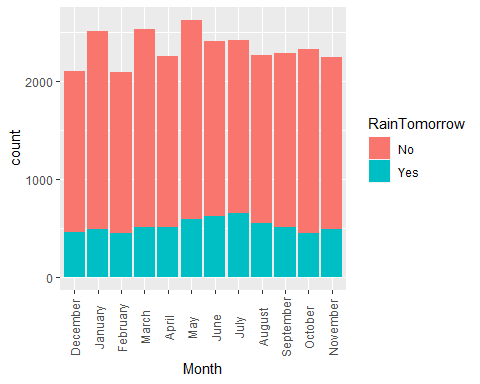 2000
1000
0
count
December
January
February
March
April
May
June
July
August
September
October
November
Month
RainTomorrow
No
Yes